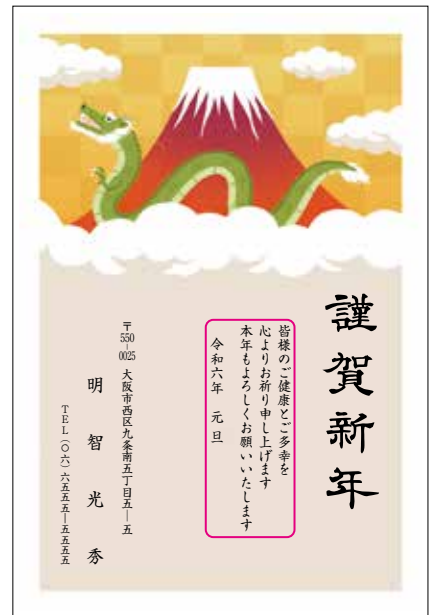 謹賀新年
皆様のご健康とご多幸を
心よりお祈り申し上げます
本年もよろしくお願いいたします
令和六年　元旦
〒550-0025 大阪市西区九条南五丁目五ー五
明智光秀
TEL(〇六)六五五五ー五五五五